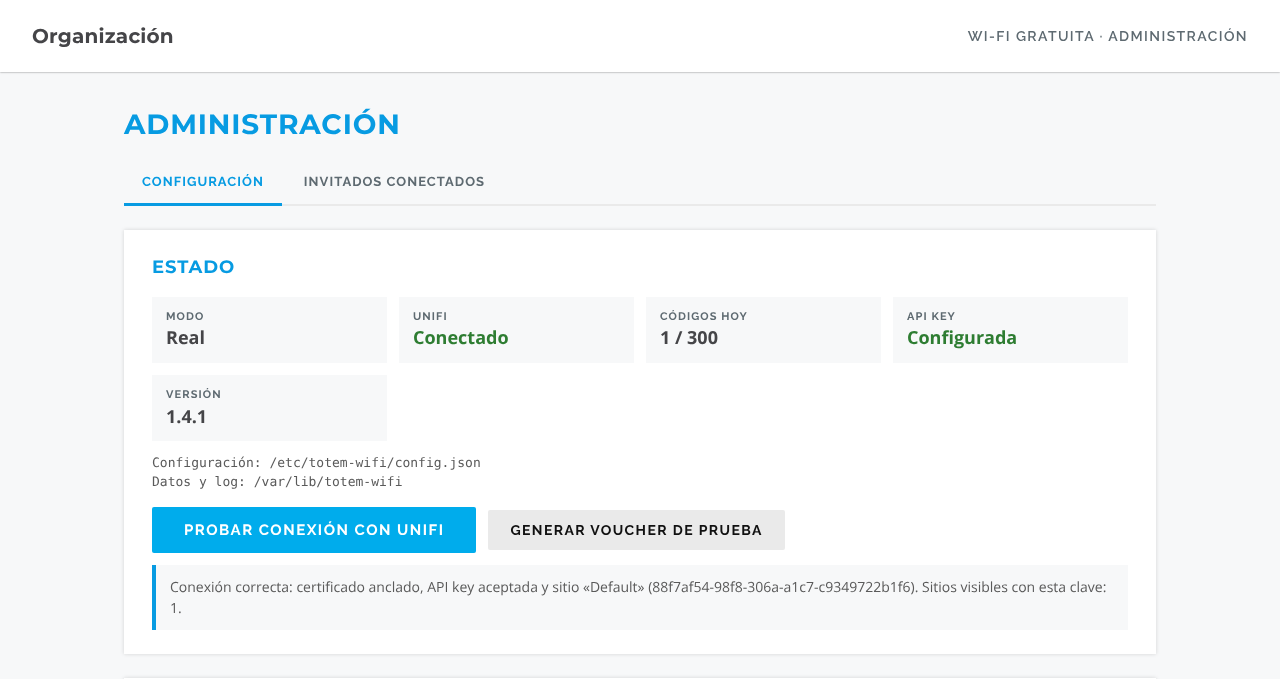 Organización
WI-FI GRATUITA · ADMINISTRACIÓN
ADMINISTRACIÓN
CONFIGURACIÓN
INVITADOS CONECTADOS
ESTADO
MODO
Real
UNIFI
Conectado
CÓDIGOS HOY
1 / 300
API KEY
Configurada
VERSIÓN
1.4.1
Configuración: /etc/totem-wifi/config.json
Datos y log: /var/lib/totem-wifi
PROBAR CONEXIÓN CON UNIFI
GENERAR VOUCHER DE PRUEBA
Conexión correcta: certificado anclado, API key aceptada y sitio «Default» (88f7af54-98f8-306a-a1c7-c9349722b1f6). Sitios visibles con esta clave:
1.